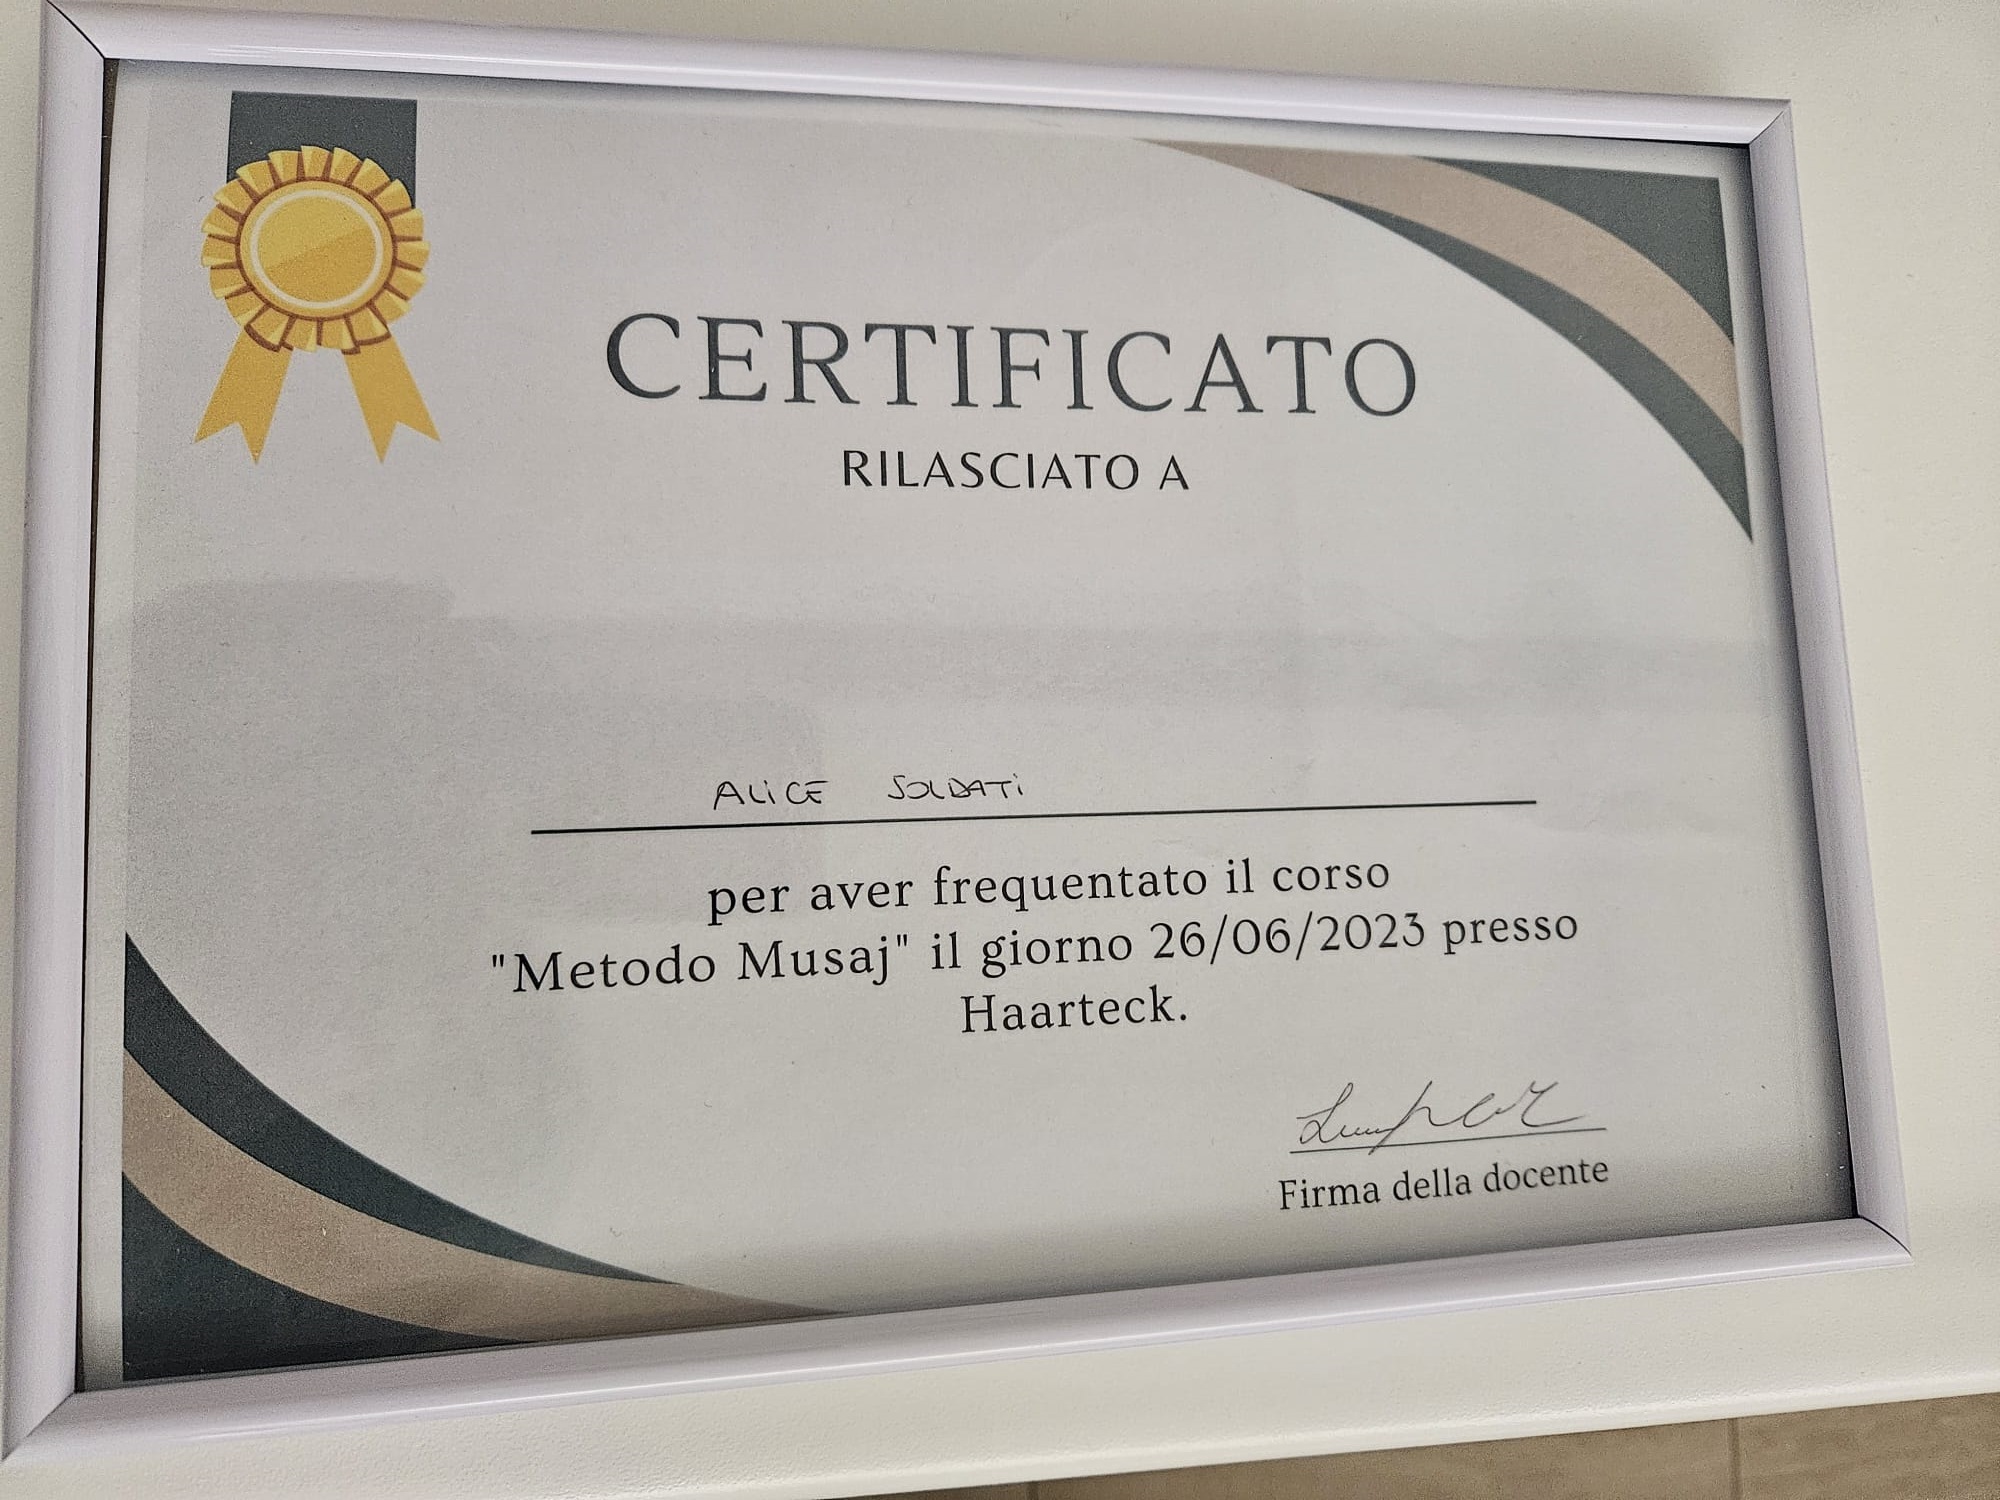 CERTIFICATO
RILASCIATO A
ALICE SOLDATI
per aver frequentato il corso
"Metodo Musaj" il giorno 26/06/2023 presso
Haarteck.
Firma della docente